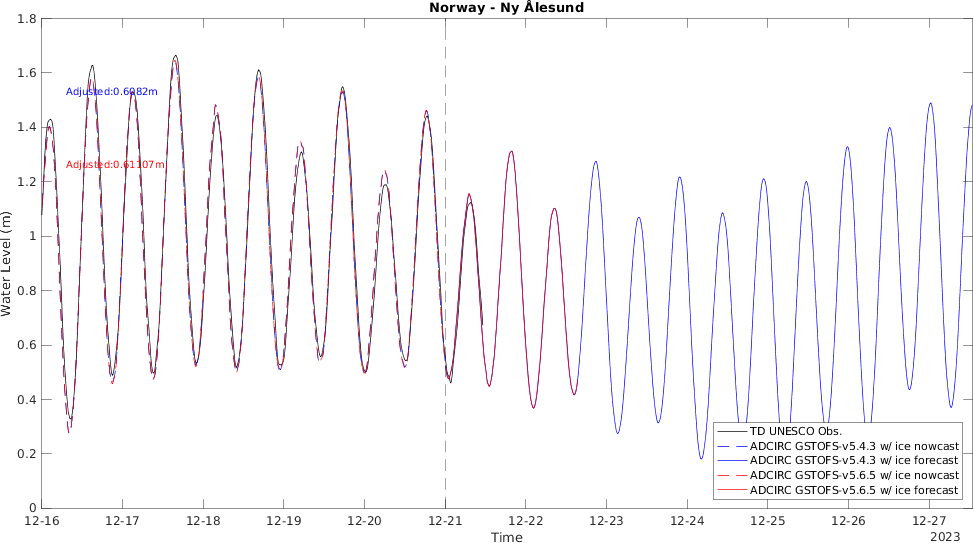 Norway - Ny Ålesund
1.8
1.6
1.4
1.2
1
0.8
0.6
0.4
0.2
0
Water Level (m)
Adjusted:0.6082m
Adjusted:0.61107m
TD UNESCO Obs.
ADCIRC GSTOFS-v5.4.3 w/ ice nowcast
ADCIRC GSTOFS-v5.4.3 w/ ice forecast
ADCIRC GSTOFS-v5.6.5 w/ ice nowcast
ADCIRC GSTOFS-v5.6.5 w/ ice forecast
12-16 12-17 12-18 12-19 12-20 12-21 12-22 12-23 12-24 12-25 12-26 12-27
Time
2023